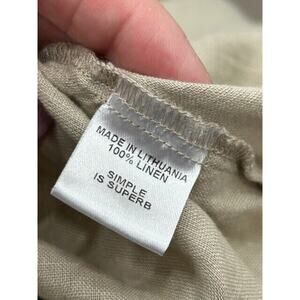 MADE IN LITHUANIA
100% LINEN
SIMPLE
IS SUPERB